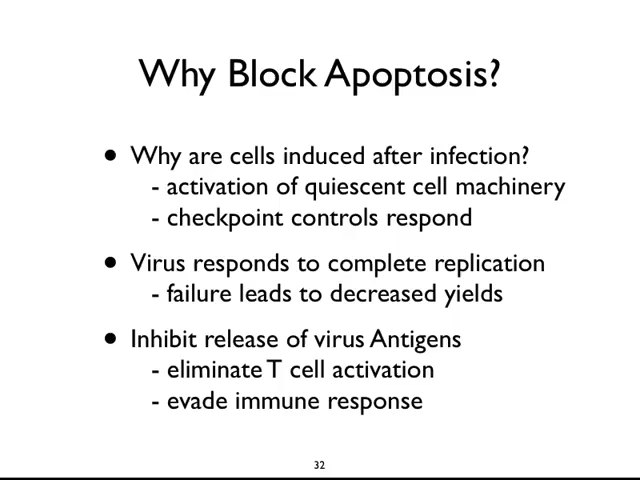 Why Block Apoptosis?
• Why are cells induced after infection?
- activation of quiescent cell machinery
- checkpoint controls respond
• Virus responds to complete replication
- failure leads to decreased yields
• Inhibit release of virus Antigens
- eliminate T cell activation
- evade immune response
32